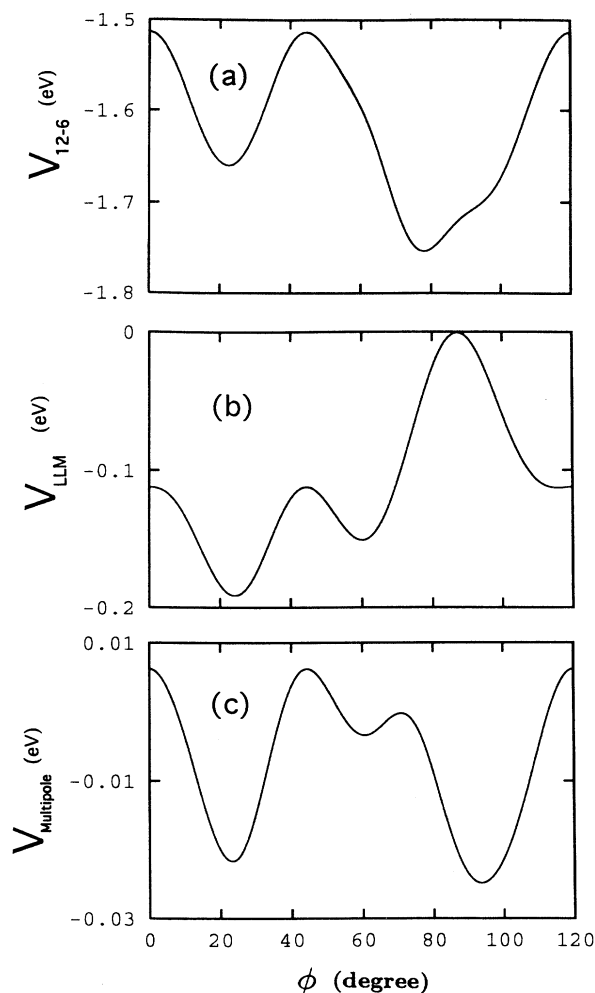 -1.5
(a)
V12-6 (eV)
-1.6
-1.7
-1.8
0
(b)
VLLM (eV)
-0.1
-0.2
0.01
(c)
VMultipole (eV)
-0.01
-0.03
0 20 40 60 80 100 120
ϕ (degree)